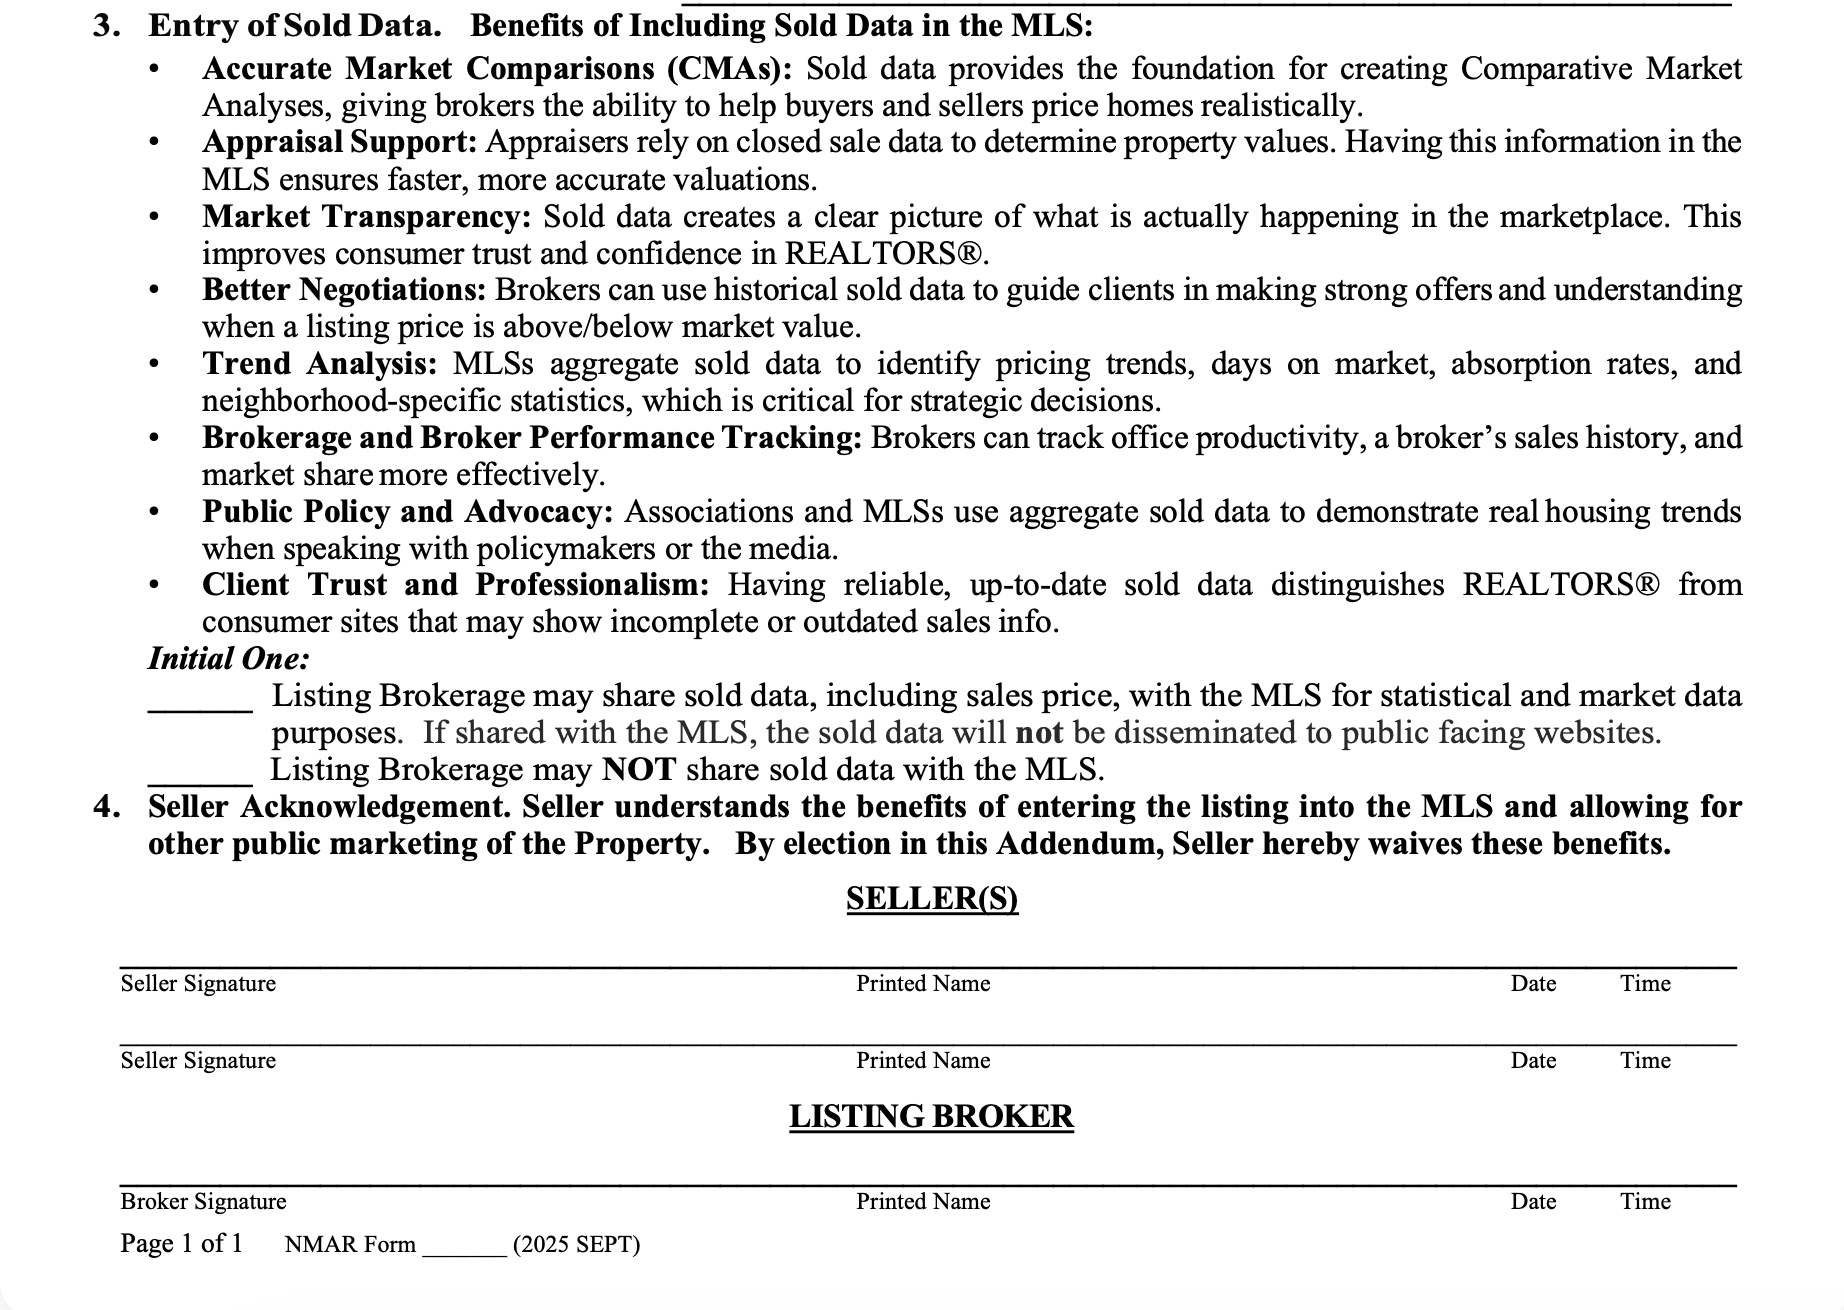 3. Entry of Sold Data. Benefits of Including Sold Data in the MLS:
• Accurate Market Comparisons (CMAs): Sold data provides the foundation for creating Comparative Market
Analyses, giving brokers the ability to help buyers and sellers price homes realistically.
• Appraisal Support: Appraisers rely on closed sale data to determine property values. Having this information in the
MLS ensures faster, more accurate valuations.
• Market Transparency: Sold data creates a clear picture of what is actually happening in the marketplace. This
improves consumer trust and confidence in REALTORS®.
• Better Negotiations: Brokers can use historical sold data to guide clients in making strong offers and understanding
when a listing price is above/below market value.
• Trend Analysis: MLSs aggregate sold data to identify pricing trends, days on market, absorption rates, and
neighborhood-specific statistics, which is critical for strategic decisions.
• Brokerage and Broker Performance Tracking: Brokers can track office productivity, a broker’s sales history, and
market share more effectively.
• Public Policy and Advocacy: Associations and MLSs use aggregate sold data to demonstrate real housing trends
when speaking with policymakers or the media.
• Client Trust and Professionalism: Having reliable, up-to-date sold data distinguishes REALTORS® from
consumer sites that may show incomplete or outdated sales info.
Initial One:
________ Listing Brokerage may share sold data, including sales price, with the MLS for statistical and market data
purposes. If shared with the MLS, the sold data will not be disseminated to public facing websites.
________ Listing Brokerage may NOT share sold data with the MLS.
4. Seller Acknowledgement. Seller understands the benefits of entering the listing into the MLS and allowing for
other public marketing of the Property. By election in this Addendum, Seller hereby waives these benefits.
SELLER(S)
Seller Signature Printed Name Date Time
Seller Signature Printed Name Date Time
LISTING BROKER
Broker Signature Printed Name Date Time
Page 1 of 1 NMAR Form _______ (2025 SEPT)